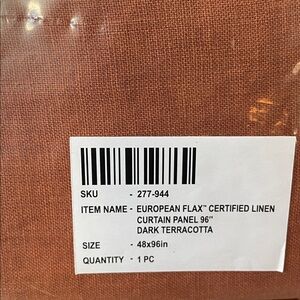 SKU - 277-944
ITEM NAME - EUROPEAN FLAX™ CERTIFIED LINEN
CURTAIN PANEL 96"
DARK TERRACOTTA
SIZE - 48x96in
QUANTITY - 1 PC